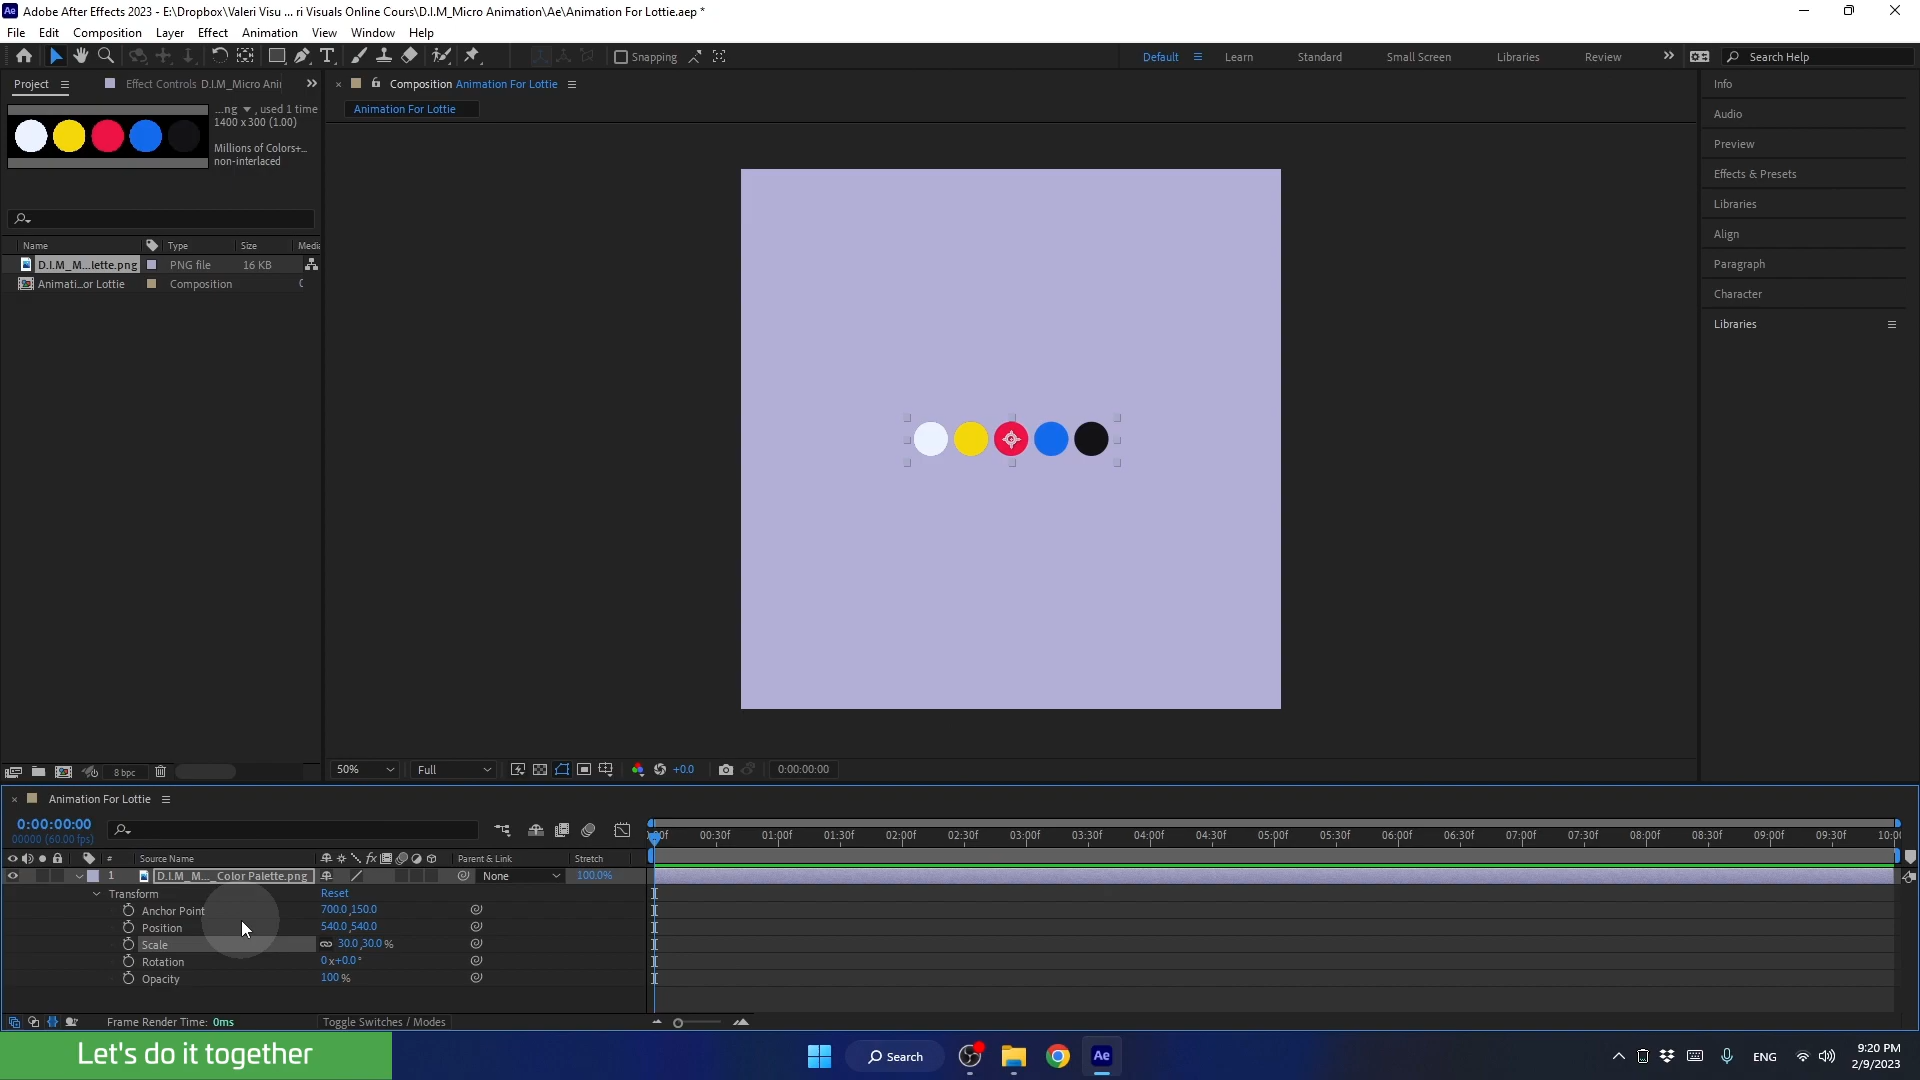 Ae Adobe After Effects 2023 - E:\Dropbox\Valeri Visu ... ri Visuals Online Cours\D.I.M_Micro Animation\Ae\Animation For Lottie.aep *
File Edit Composition Layer Effect Animation View Window Help
Snapping Default Learn Standard Small Screen Libraries Review Search Help
Project Effect Controls D.I.M_Micro Ani Composition Animation For Lottie
Animation For Lottie
...ng , used 1 time
1400 x 300 (1.00)
Millions of Colors+...
non-interlaced
Name Type Size Media
D.I.M_M...lette.png PNG file 16 KB
Animati...or Lottie Composition
Info
Audio
Preview
Effects & Presets
Libraries
Align
Paragraph
Character
Libraries
8 bpc 50% Full +0.0 0:00:00:00
Animation For Lottie
0:00:00:00
00000 (60.00 fps)
00:30f 01:00f 01:30f 02:00f 02:30f 03:00f 03:30f 04:00f 04:30f 05:00f 05:30f 06:00f 06:30f 07:00f 07:30f 08:00f 08:30f 09:00f 09:30f 10:00
# Source Name fx Parent & Link Stretch
1 D.I.M_M..._Color Palette.png None 100.0%
Transform Reset
Anchor Point 700.0,150.0
Position 540.0,540.0
Scale 30.0,30.0 %
Rotation 0x+0.0°
Opacity 100 %
Frame Render Time: 0ms Toggle Switches / Modes
Let's do it together
Search Ae ENG 9:20 PM
2/9/2023